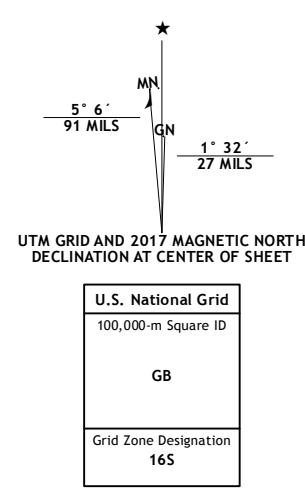 ★
MN
5° 6´
91 MILS
GN
1° 32´
27 MILS
UTM GRID AND 2017 MAGNETIC NORTH
DECLINATION AT CENTER OF SHEET
U.S. National Grid
100,000-m Square ID
GB
Grid Zone Designation
16S